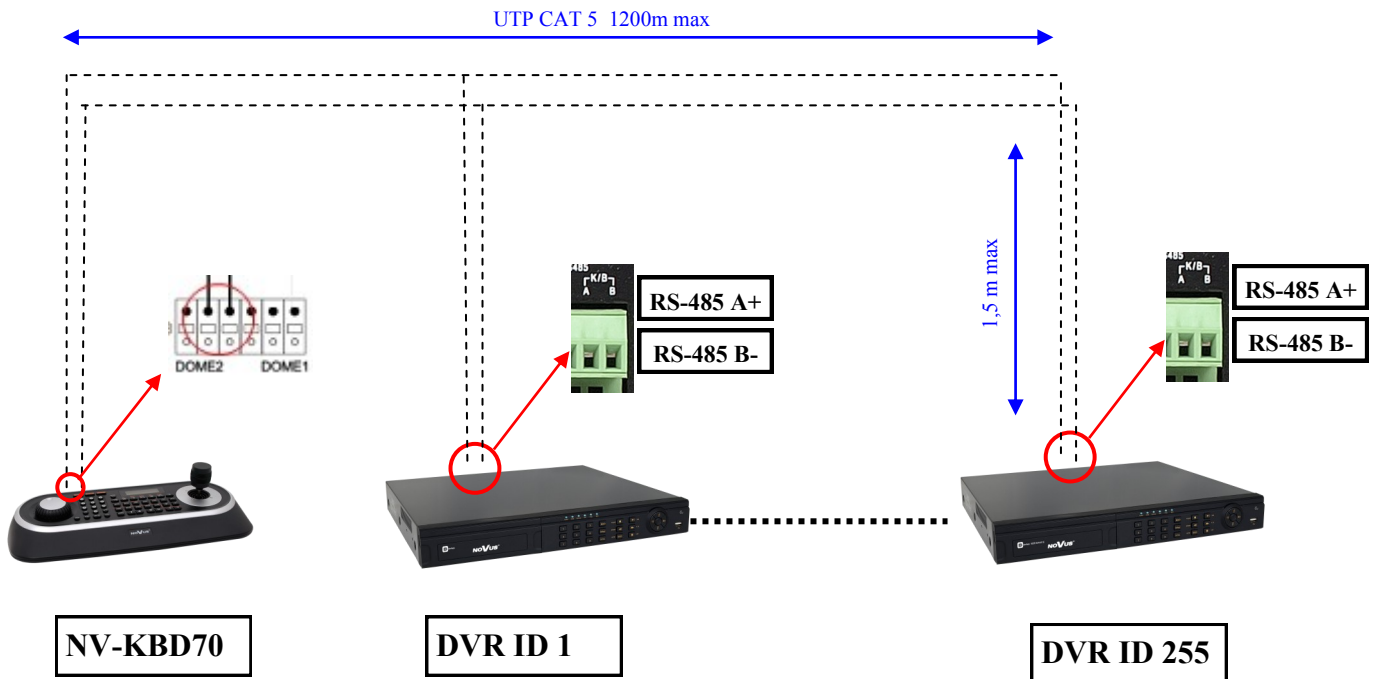 UTP CAT 5 1200m max
1,5 m max
485
K/B
A B
RS-485 A+
RS-485 B-
485
K/B
A B
RS-485 A+
RS-485 B-
DOME2 DOME1
NOVUS
NOVUS
NOVUS
NV-KBD70
DVR ID 1
DVR ID 255